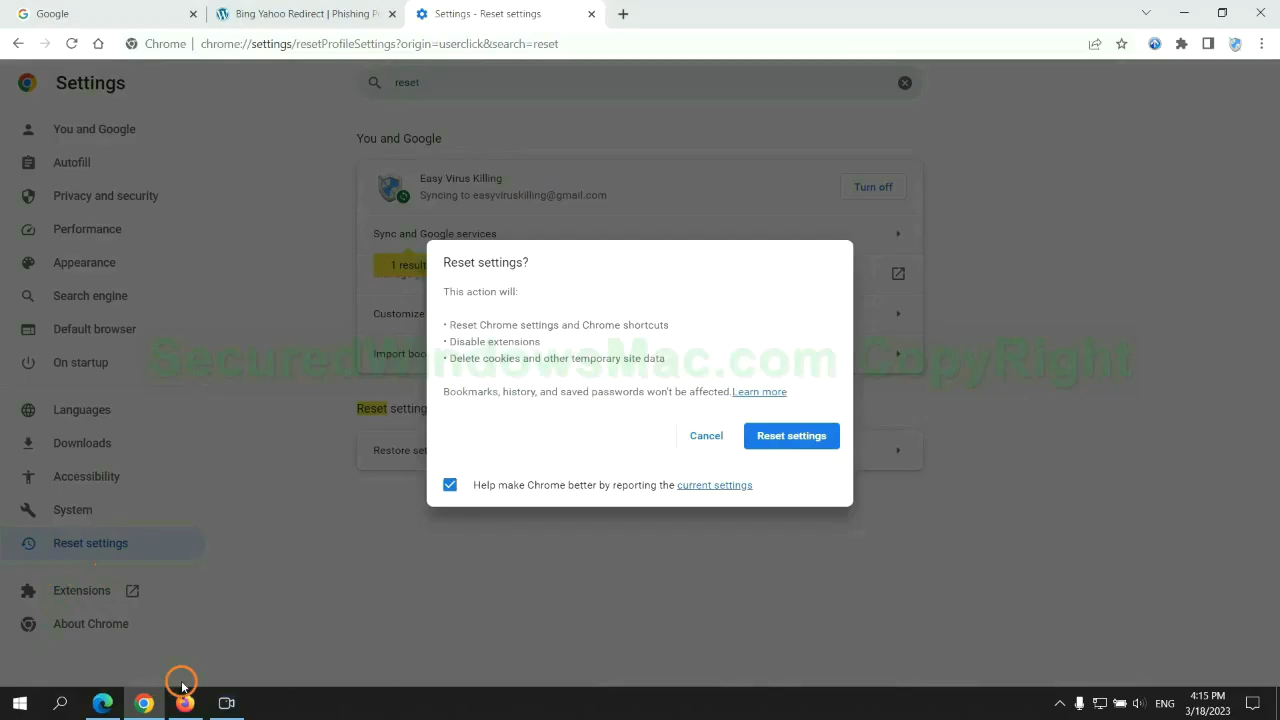 Google
Bing Yahoo Redirect | Phishing P
Settings - Reset settings
Chrome
chrome://settings/resetProfileSettings?origin=userclick&search=reset
Settings
reset
You and Google
Autofill
Privacy and security
Performance
Appearance
Search engine
Default browser
On startup
Languages
Downloads
Accessibility
System
Reset settings
Extensions
About Chrome
You and Google
Easy Virus Killing
Syncing to easyviruskilling@gmail.com
Turn off
Sync and Google services
1 result
Customize
Import boo
Reset setting
Restore set
Reset settings?
This action will:
• Reset Chrome settings and Chrome shortcuts
• Disable extensions
• Delete cookies and other temporary site data
Bookmarks, history, and saved passwords won't be affected. Learn more
Cancel
Reset settings
Help make Chrome better by reporting the current settings
SecuredWindowsMac.com CopyRight
ENG
4:15 PM
3/18/2023